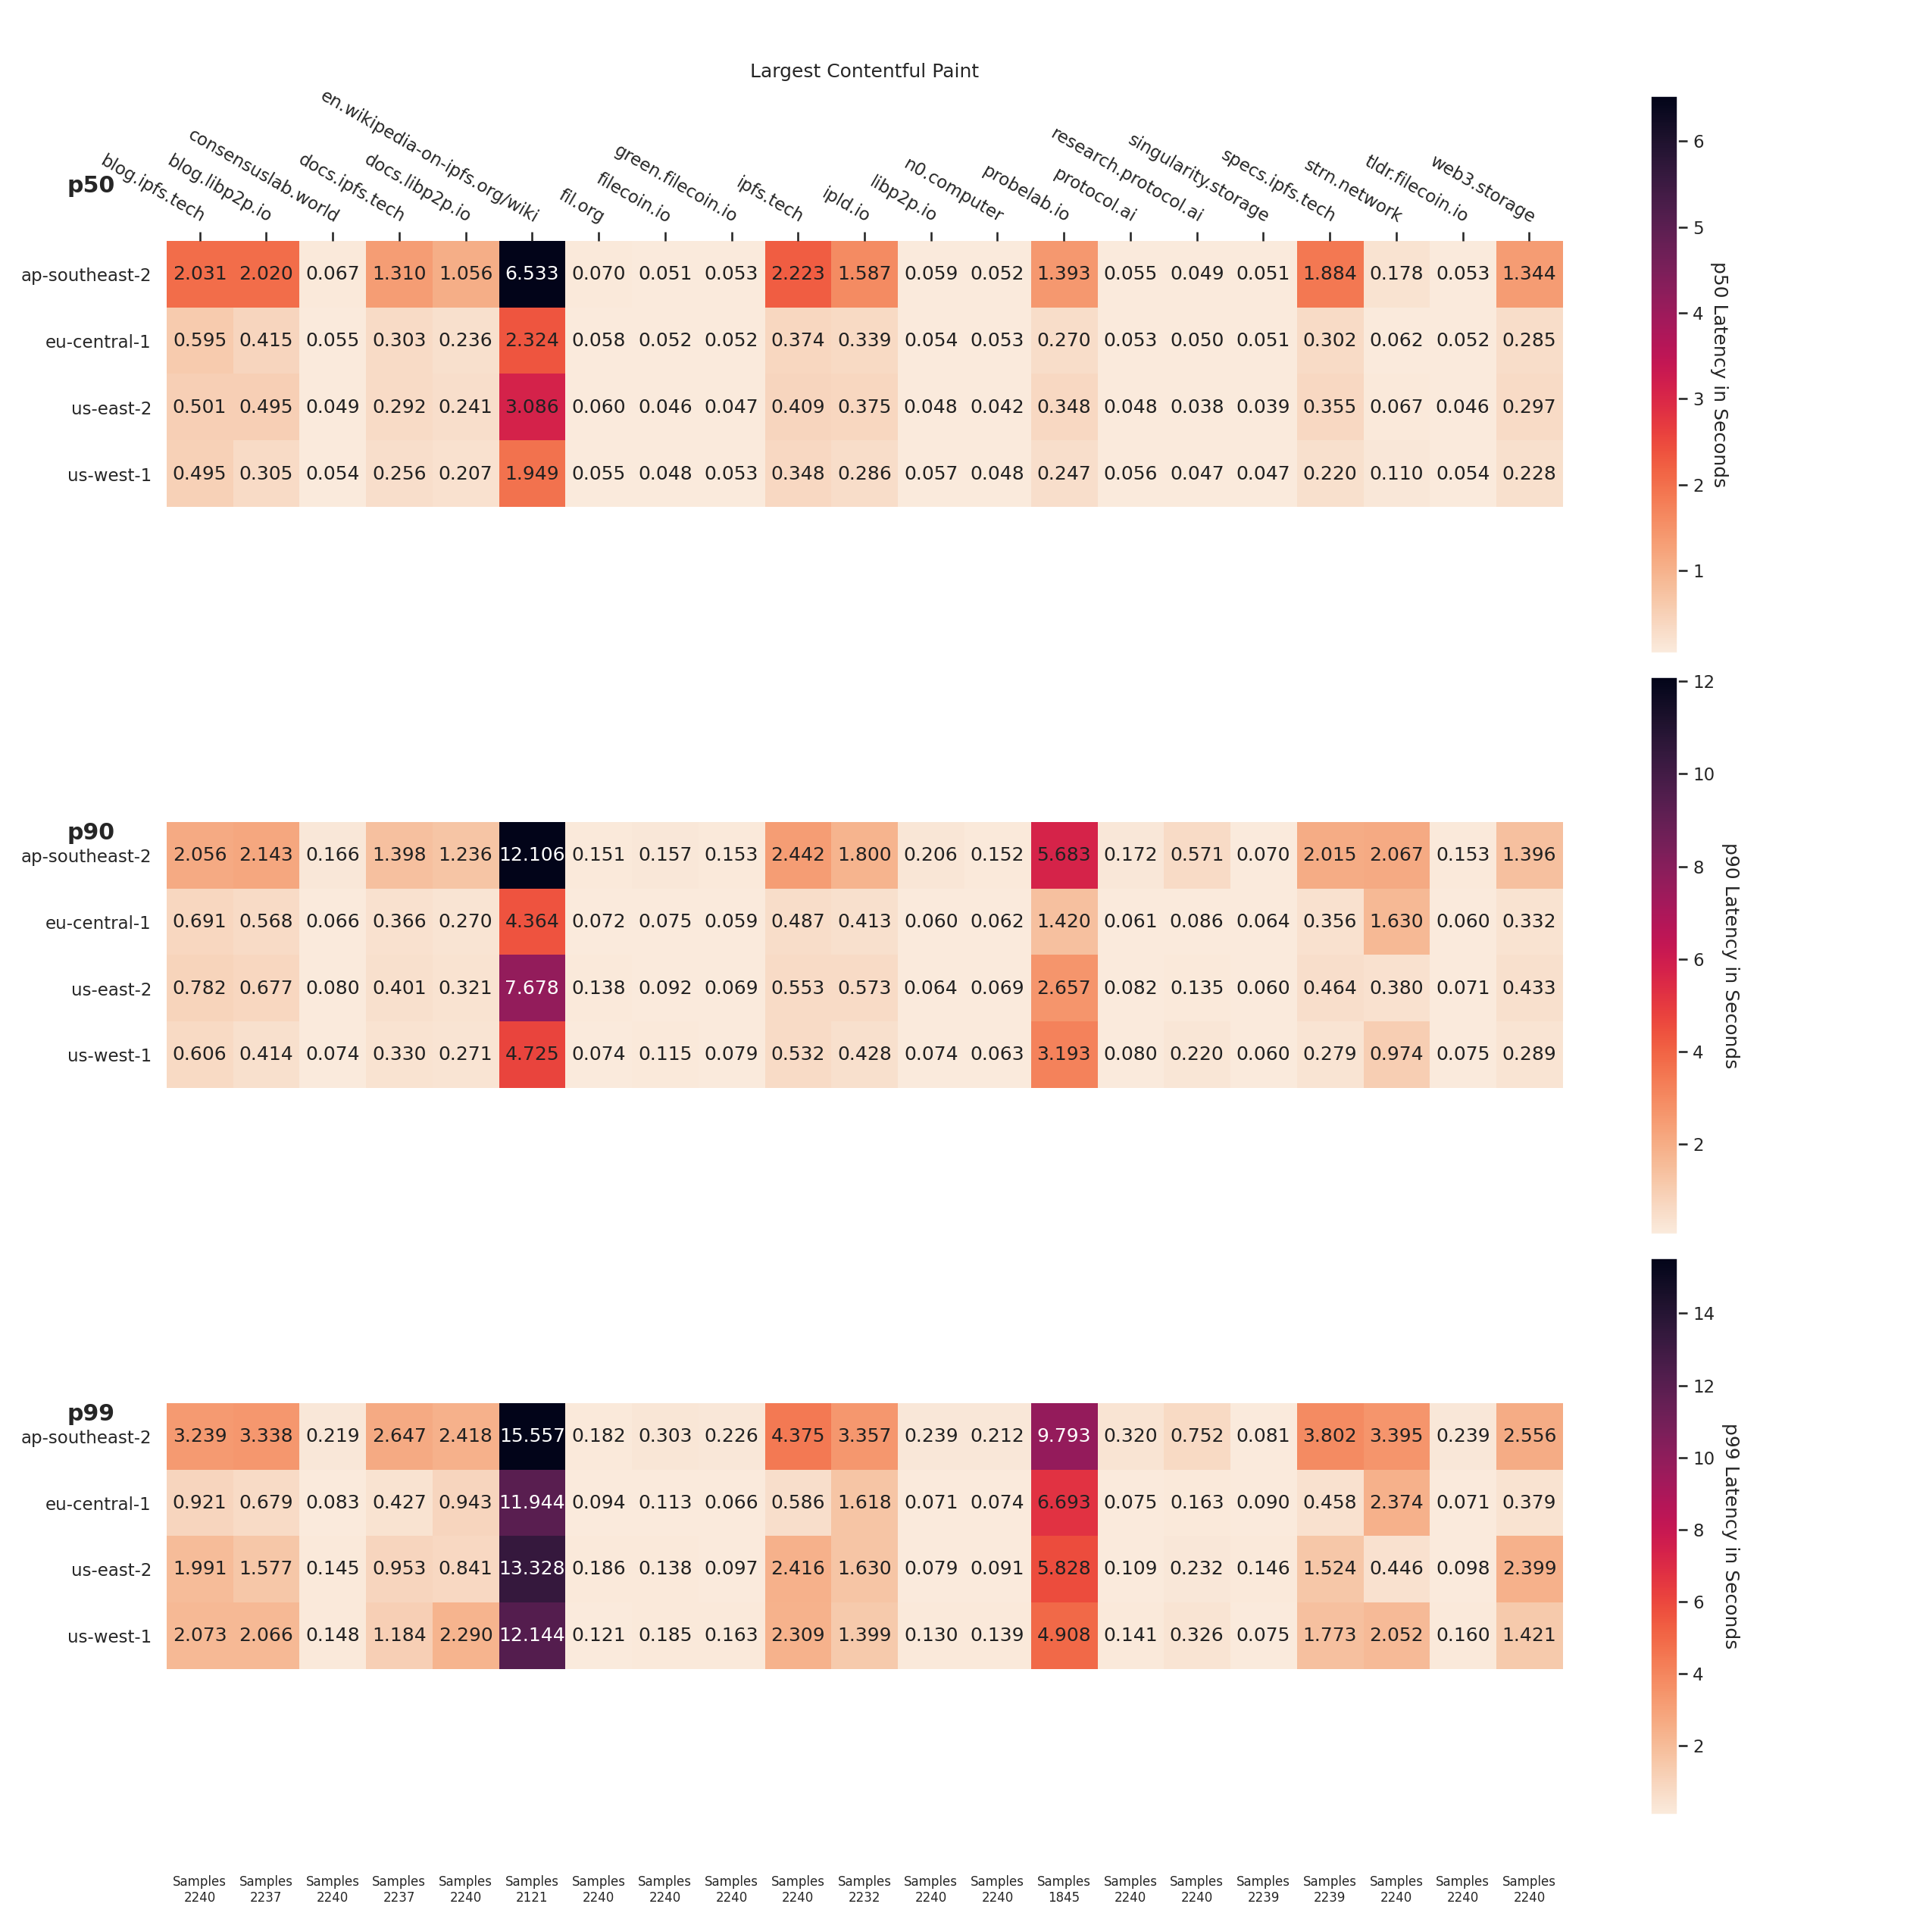 Largest Contentful Paint
blog.ipfs.tech
blog.libp2p.io
consensuslab.world
docs.ipfs.tech
docs.libp2p.io
en.wikipedia-on-ipfs.org/wiki
fil.org
filecoin.io
green.filecoin.io
ipfs.tech
ipld.io
libp2p.io
n0.computer
probelab.io
protocol.ai
research.protocol.ai
singularity.storage
specs.ipfs.tech
strn.network
tldr.filecoin.io
web3.storage
p50
ap-southeast-2 2.031 2.020 0.067 1.310 1.056 6.533 0.070 0.051 0.053 2.223 1.587 0.059 0.052 1.393 0.055 0.049 0.051 1.884 0.178 0.053 1.344
eu-central-1 0.595 0.415 0.055 0.303 0.236 2.324 0.058 0.052 0.052 0.374 0.339 0.054 0.053 0.270 0.053 0.050 0.051 0.302 0.062 0.052 0.285
us-east-2 0.501 0.495 0.049 0.292 0.241 3.086 0.060 0.046 0.047 0.409 0.375 0.048 0.042 0.348 0.048 0.038 0.039 0.355 0.067 0.046 0.297
us-west-1 0.495 0.305 0.054 0.256 0.207 1.949 0.055 0.048 0.053 0.348 0.286 0.057 0.048 0.247 0.056 0.047 0.047 0.220 0.110 0.054 0.228
6
5
4
3
2
1
p50 Latency in Seconds
p90
ap-southeast-2 2.056 2.143 0.166 1.398 1.236 12.106 0.151 0.157 0.153 2.442 1.800 0.206 0.152 5.683 0.172 0.571 0.070 2.015 2.067 0.153 1.396
eu-central-1 0.691 0.568 0.066 0.366 0.270 4.364 0.072 0.075 0.059 0.487 0.413 0.060 0.062 1.420 0.061 0.086 0.064 0.356 1.630 0.060 0.332
us-east-2 0.782 0.677 0.080 0.401 0.321 7.678 0.138 0.092 0.069 0.553 0.573 0.064 0.069 2.657 0.082 0.135 0.060 0.464 0.380 0.071 0.433
us-west-1 0.606 0.414 0.074 0.330 0.271 4.725 0.074 0.115 0.079 0.532 0.428 0.074 0.063 3.193 0.080 0.220 0.060 0.279 0.974 0.075 0.289
12
10
8
6
4
2
p90 Latency in Seconds
p99
ap-southeast-2 3.239 3.338 0.219 2.647 2.418 15.557 0.182 0.303 0.226 4.375 3.357 0.239 0.212 9.793 0.320 0.752 0.081 3.802 3.395 0.239 2.556
eu-central-1 0.921 0.679 0.083 0.427 0.943 11.944 0.094 0.113 0.066 0.586 1.618 0.071 0.074 6.693 0.075 0.163 0.090 0.458 2.374 0.071 0.379
us-east-2 1.991 1.577 0.145 0.953 0.841 13.328 0.186 0.138 0.097 2.416 1.630 0.079 0.091 5.828 0.109 0.232 0.146 1.524 0.446 0.098 2.399
us-west-1 2.073 2.066 0.148 1.184 2.290 12.144 0.121 0.185 0.163 2.309 1.399 0.130 0.139 4.908 0.141 0.326 0.075 1.773 2.052 0.160 1.421
14
12
10
8
6
4
2
p99 Latency in Seconds
Samples Samples Samples Samples Samples Samples Samples Samples Samples Samples Samples Samples Samples Samples Samples Samples Samples Samples Samples Samples Samples
2240 2237 2240 2237 2240 2121 2240 2240 2240 2240 2232 2240 2240 1845 2240 2240 2239 2239 2240 2240 2240